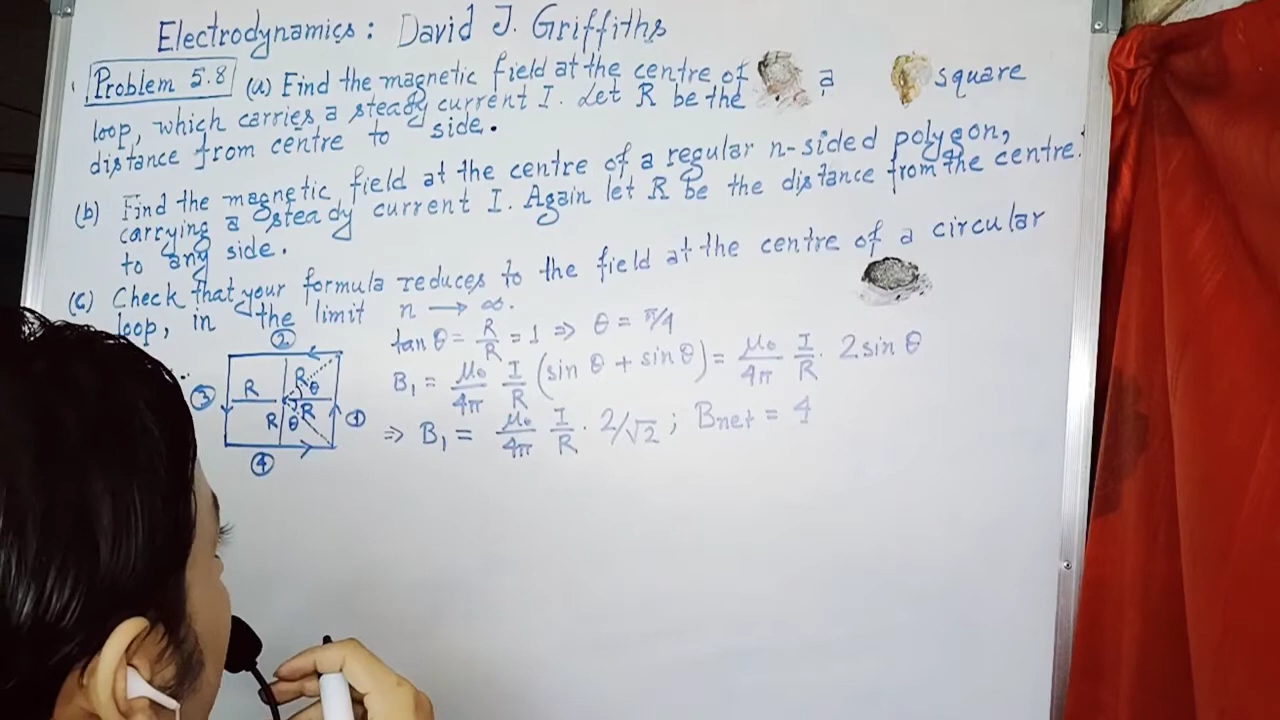 Electrodynamics: David J. Griffiths
Problem 5.8 (a) Find the magnetic field at the centre of a square
loop, which carries a steady current I. Let R be the
distance from centre to side.
(b) Find the magnetic field at the centre of a regular n-sided polygon,
carrying a steady current I. Again let R be the distance from the centre
to any side.
(c) Check that your formula reduces to the field at the centre of a circular
loop, in the limit n → ∞.
tan θ = R/R = 1 ⇒ θ = π/4
B₁ = μ₀/4π I/R (sin θ + sin θ) = μ₀/4π I/R · 2 sin θ
⇒ B₁ = μ₀/4π I/R · 2/√2 ; Bnet = 4
②
R R θ
③ R ①
R θ
④